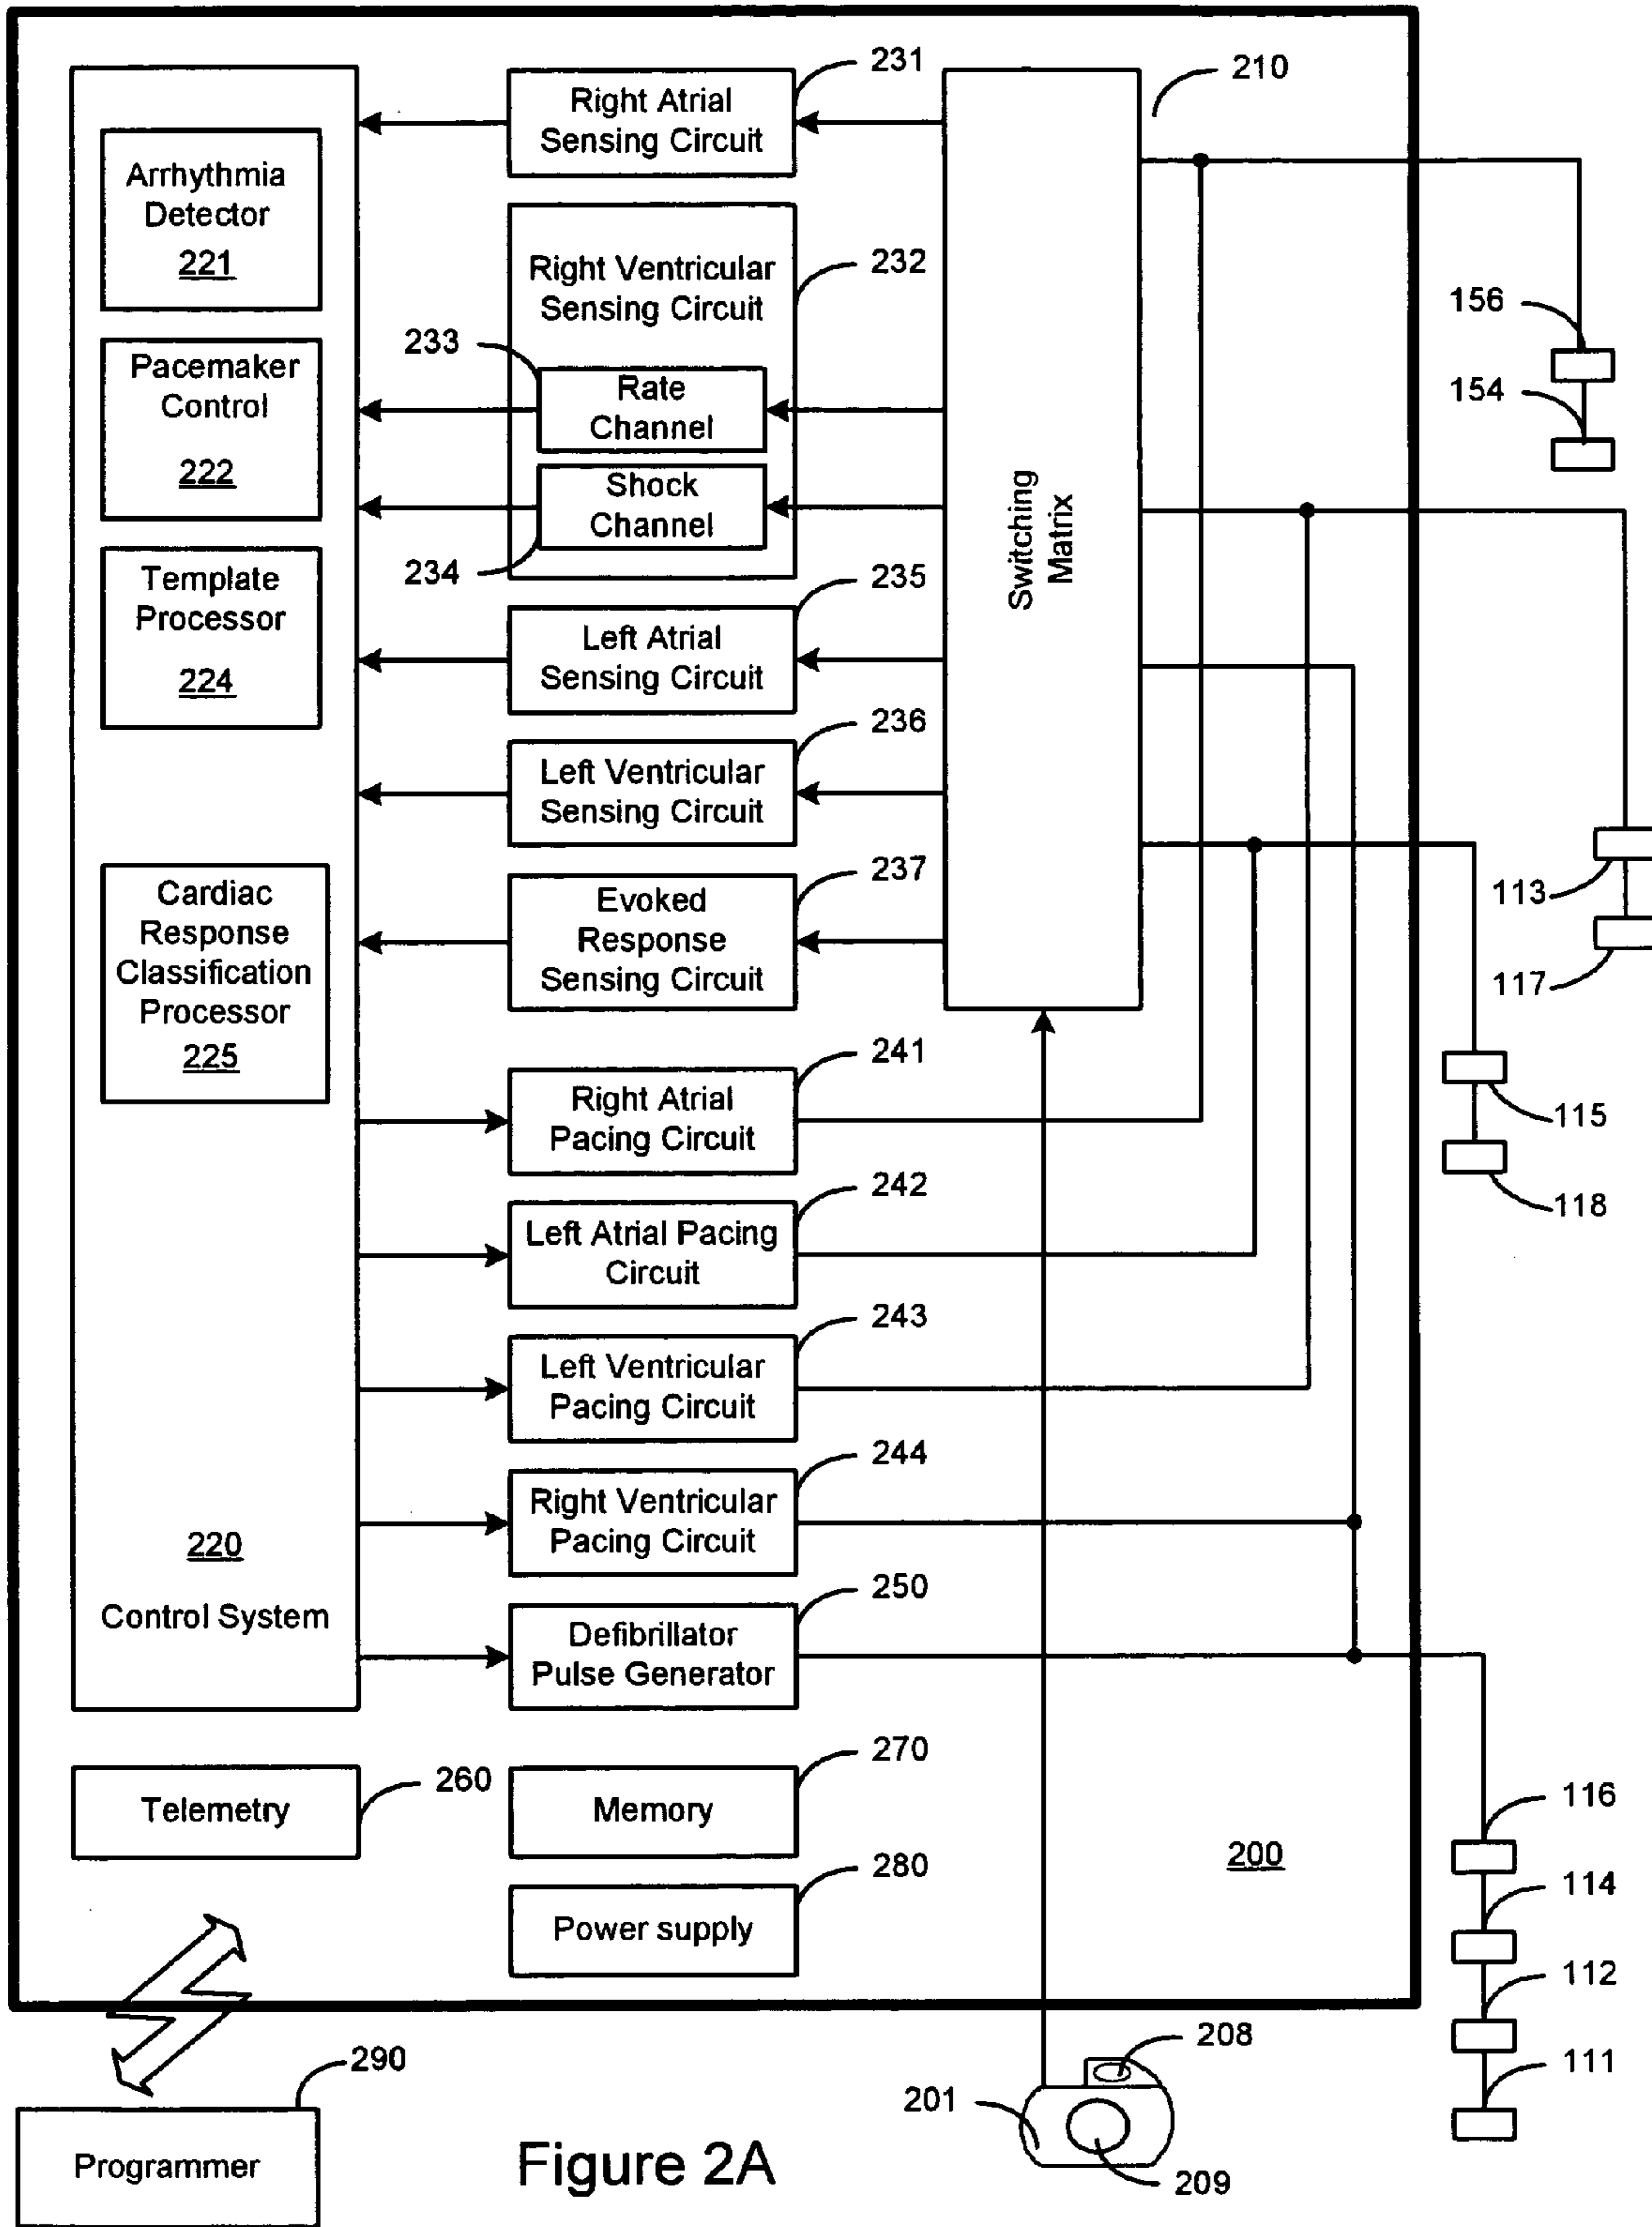 231
Right Atrial
Sensing Circuit
210
Arrhythmia
Detector
221
Right Ventricular
Sensing Circuit
232
233
Rate
Channel
Shock
Channel
234
Pacemaker
Control
222
156
154
Switching
Matrix
Template
Processor
224
235
Left Atrial
Sensing Circuit
236
Left Ventricular
Sensing Circuit
237
Evoked
Response
Sensing Circuit
Cardiac
Response
Classification
Processor
225
113
117
115
118
241
Right Atrial
Pacing Circuit
242
Left Atrial Pacing
Circuit
243
Left Ventricular
Pacing Circuit
244
Right Ventricular
Pacing Circuit
220
Control System
250
Defibrillator
Pulse Generator
260
Telemetry
270
Memory
280
Power supply
200
116
114
112
111
208
201
209
290
Programmer
Figure 2A